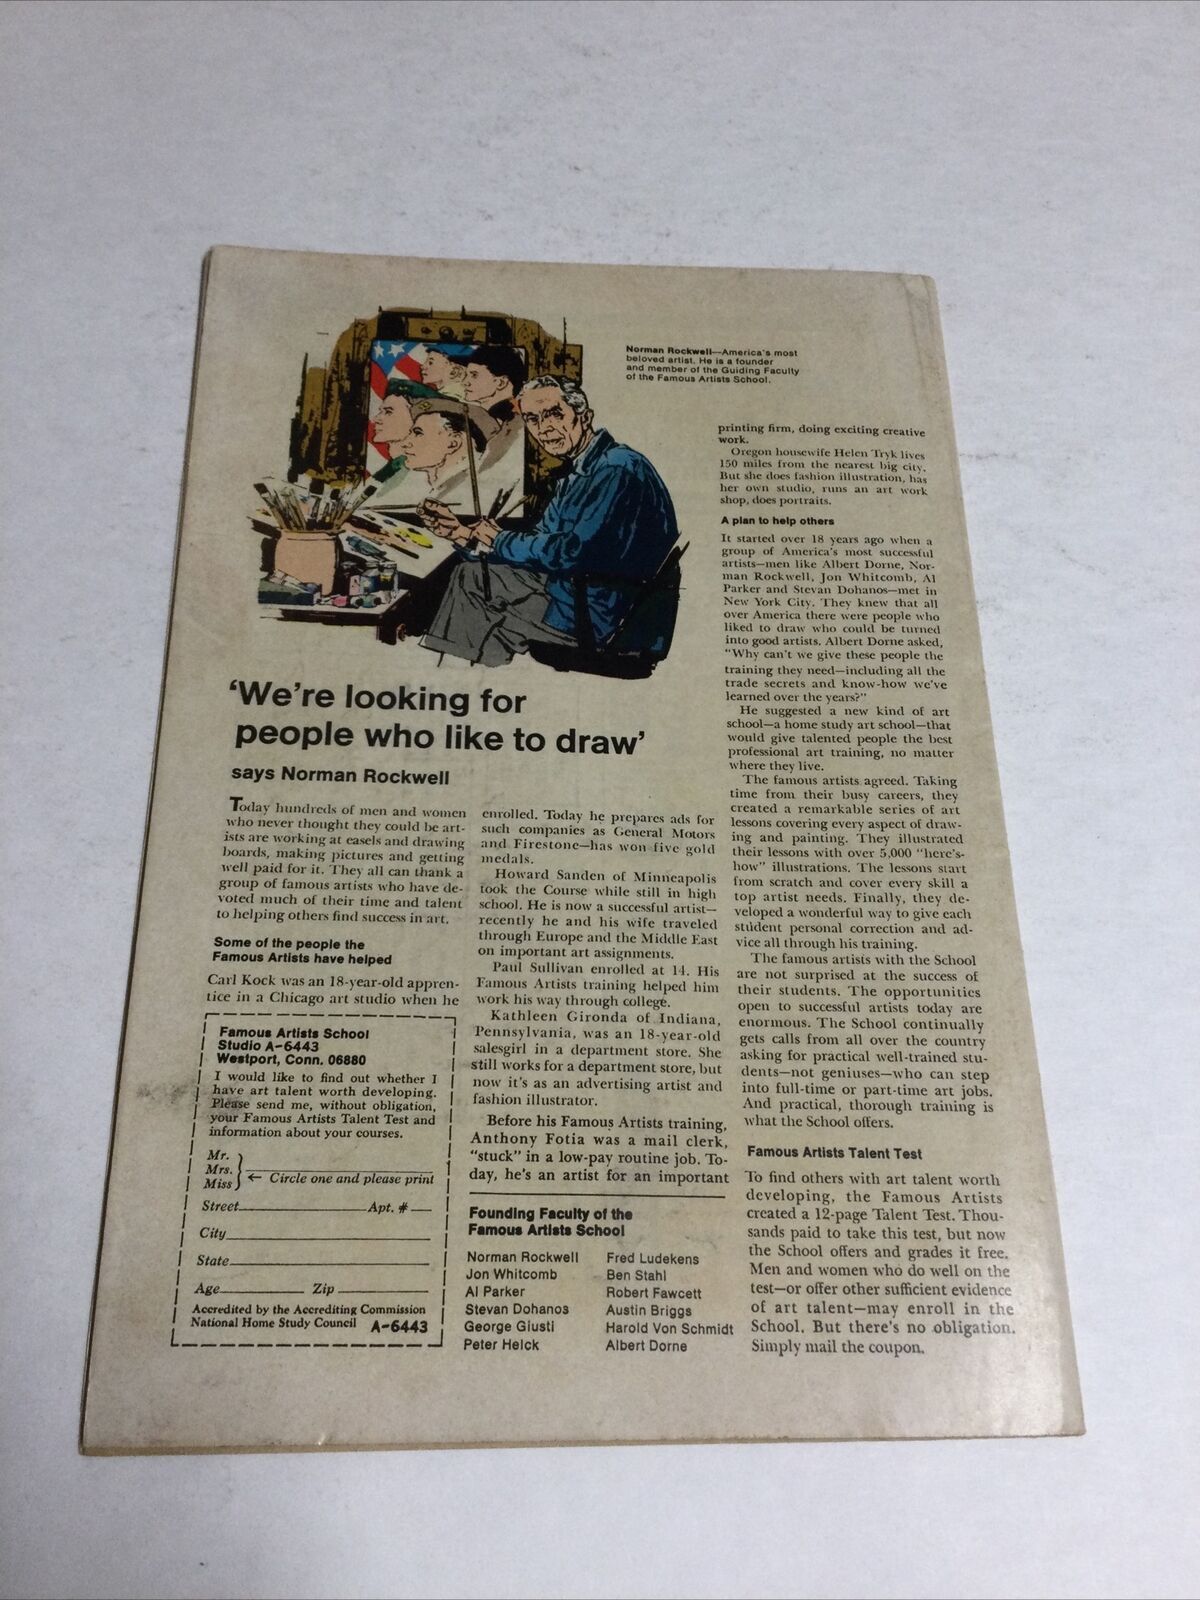 Norman Rockwell—America's most
beloved artist. He is a founder
and member of the Guiding Faculty
of the Famous Artists School.
'We're looking for
people who like to draw'
says Norman Rockwell
Today hundreds of men and women
who never thought they could be art-
ists are working at easels and drawing
boards, making pictures and getting
well paid for it. They all can thank a
group of famous artists who have de-
voted much of their time and talent
to helping others find success in art.
Some of the people the
Famous Artists have helped
Carl Kock was an 18-year-old appren-
tice in a Chicago art studio when he
enrolled. Today he prepares ads for
such companies as General Motors
and Firestone—has won five gold
medals.
Howard Sanden of Minneapolis
took the Course while still in high
school. He is now a successful artist—
recently he and his wife traveled
through Europe and the Middle East
on important art assignments.
Paul Sullivan enrolled at 14. His
Famous Artists training helped him
work his way through college.
Kathleen Gironda of Indiana,
Pennsylvania, was an 18-year-old
salesgirl in a department store. She
still works for a department store, but
now it's as an advertising artist and
fashion illustrator.
Before his Famous Artists training,
Anthony Fotia was a mail clerk,
"stuck" in a low-pay routine job. To-
day, he's an artist for an important
printing firm, doing exciting creative
work.
Oregon housewife Helen Tryk lives
150 miles from the nearest big city.
But she does fashion illustration, has
her own studio, runs an art work
shop, does portraits.
A plan to help others
It started over 18 years ago when a
group of America's most successful
artists—men like Albert Dorne, Nor-
man Rockwell, Jon Whitcomb, Al
Parker and Stevan Dohanos—met in
New York City. They knew that all
over America there were people who
liked to draw who could be turned
into good artists. Albert Dorne asked,
"Why can't we give these people the
training they need—including all the
trade secrets and know-how we've
learned over the years?"
He suggested a new kind of art
school—a home study art school—that
would give talented people the best
professional art training, no matter
where they live.
The famous artists agreed. Taking
time from their busy careers, they
created a remarkable series of art
lessons covering every aspect of draw-
ing and painting. They illustrated
their lessons with over 5,000 "here's-
how" illustrations. The lessons start
from scratch and cover every skill a
top artist needs. Finally, they de-
veloped a wonderful way to give each
student personal correction and ad-
vice all through his training.
The famous artists with the School
are not surprised at the success of
their students. The opportunities
open to successful artists today are
enormous. The School continually
gets calls from all over the country
asking for practical well-trained stu-
dents—not geniuses—who can step
into full-time or part-time art jobs.
And practical, thorough training is
what the School offers.
Famous Artists Talent Test
To find others with art talent worth
developing, the Famous Artists
created a 12-page Talent Test. Thou-
sands paid to take this test, but now
the School offers and grades it free.
Men and women who do well on the
test—or offer other sufficient evidence
of art talent—may enroll in the
School. But there's no obligation.
Simply mail the coupon.
Famous Artists School
Studio A-6443
Westport, Conn. 06880
I would like to find out whether I
have art talent worth developing.
Please send me, without obligation,
your Famous Artists Talent Test and
information about your courses.
Mr.
Mrs.
Miss ← Circle one and please print
Street Apt. #
City
State
Age Zip
Accredited by the Accrediting Commission
National Home Study Council A-6443
Founding Faculty of the
Famous Artists School
Norman Rockwell
Jon Whitcomb
Al Parker
Stevan Dohanos
George Giusti
Peter Helck
Fred Ludekens
Ben Stahl
Robert Fawcett
Austin Briggs
Harold Von Schmidt
Albert Dorne